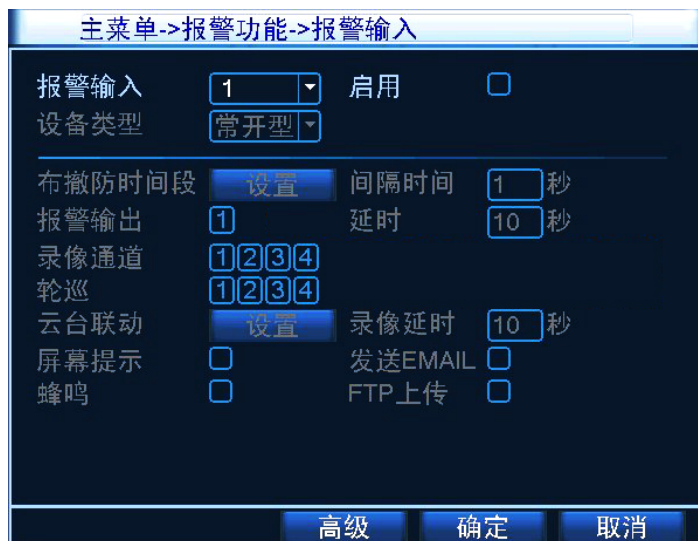 主菜单->报警功能->报警输入
报警输入 1 启用
设备类型 常开型
布撤防时间段 设置 间隔时间 1 秒
报警输出 1 延时 10 秒
录像通道 1 2 3 4
轮巡 1 2 3 4
云台联动 设置 录像延时 10 秒
屏幕提示 发送EMAIL
蜂鸣 FTP上传
高级 确定 取消